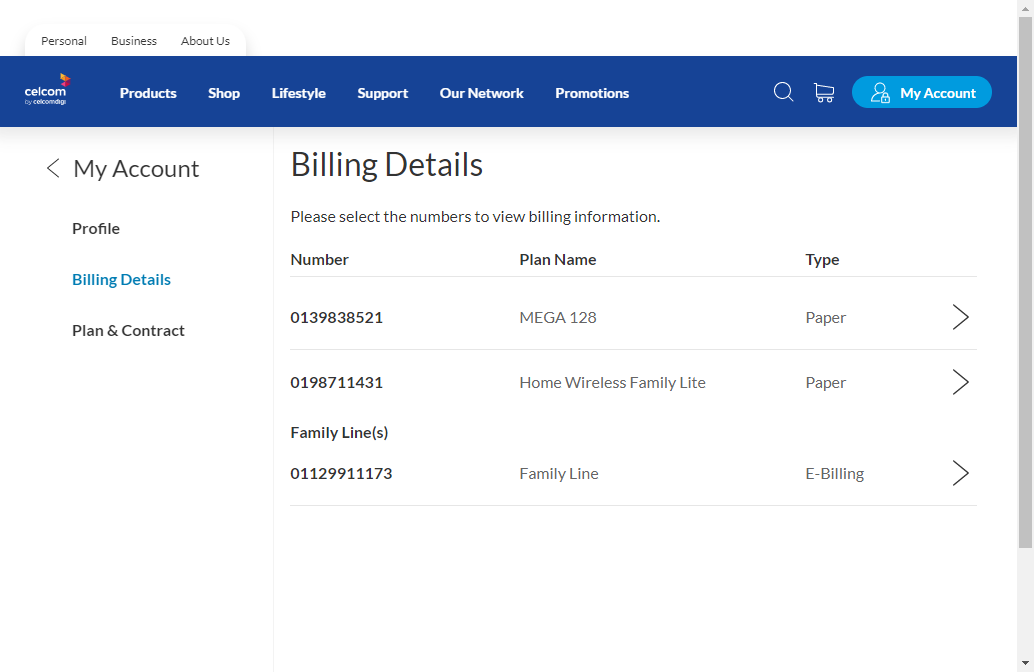 Personal Business About Us
celcom
by celcomdigi
Products Shop Lifestyle Support Our Network Promotions My Account
My Account
Profile
Billing Details
Plan & Contract
Billing Details
Please select the numbers to view billing information.
Number Plan Name Type
0139838521 MEGA 128 Paper
0198711431 Home Wireless Family Lite Paper
Family Line(s)
01129911173 Family Line E-Billing